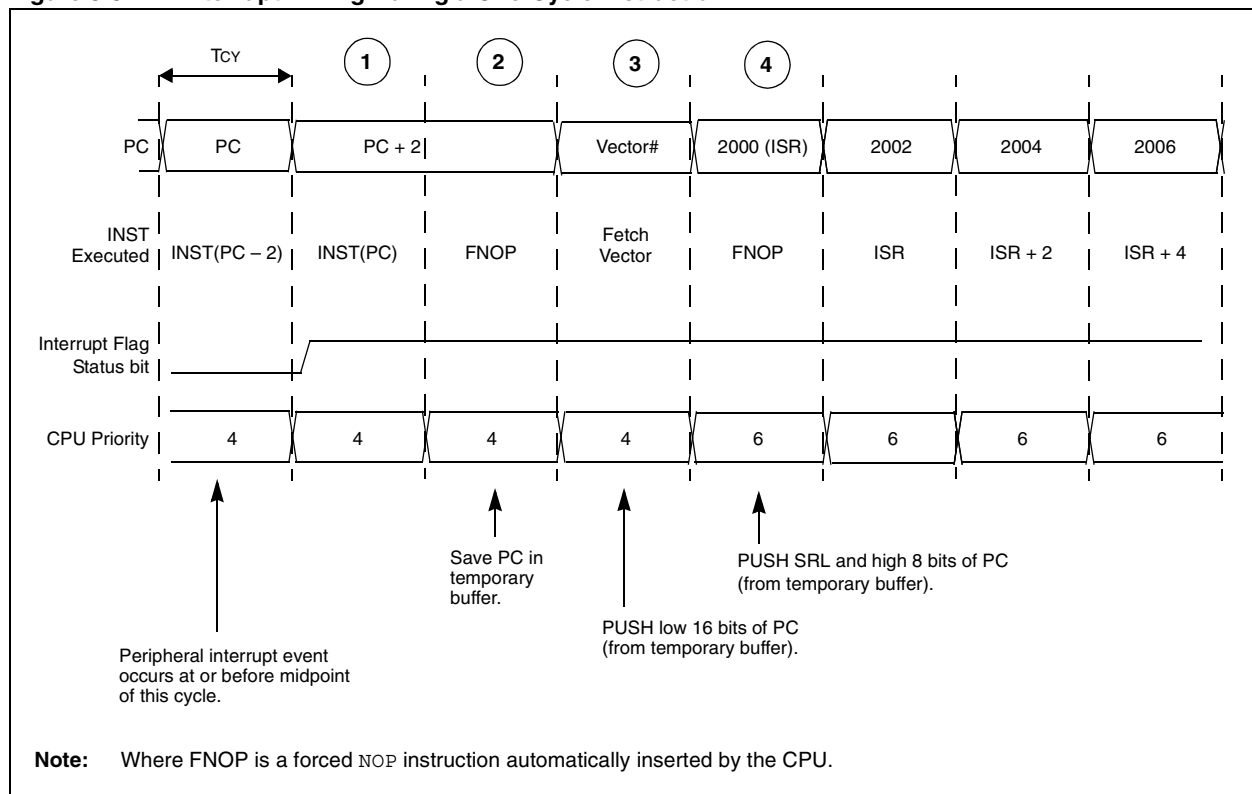 TCY
1 2 3 4
PC PC PC + 2 Vector# 2000 (ISR) 2002 2004 2006
INST
Executed INST(PC – 2) INST(PC) FNOP Fetch
Vector FNOP ISR ISR + 2 ISR + 4
Interrupt Flag
Status bit
CPU Priority 4 4 4 4 6 6 6 6
Save PC in
temporary
buffer.
PUSH SRL and high 8 bits of PC
(from temporary buffer).
PUSH low 16 bits of PC
(from temporary buffer).
Peripheral interrupt event
occurs at or before midpoint
of this cycle.
Note: Where FNOP is a forced NOP instruction automatically inserted by the CPU.